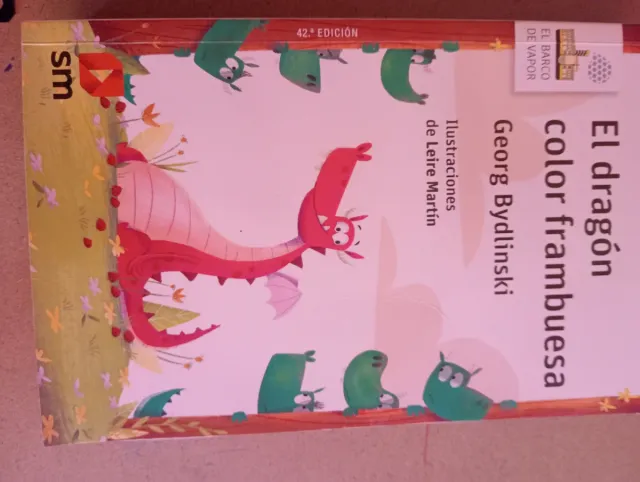 EL BARCO
DE VAPOR
El dragón
color frambuesa
Georg Bydlinski
Ilustraciones
de Leire Martín
42.ª EDICIÓN
sm